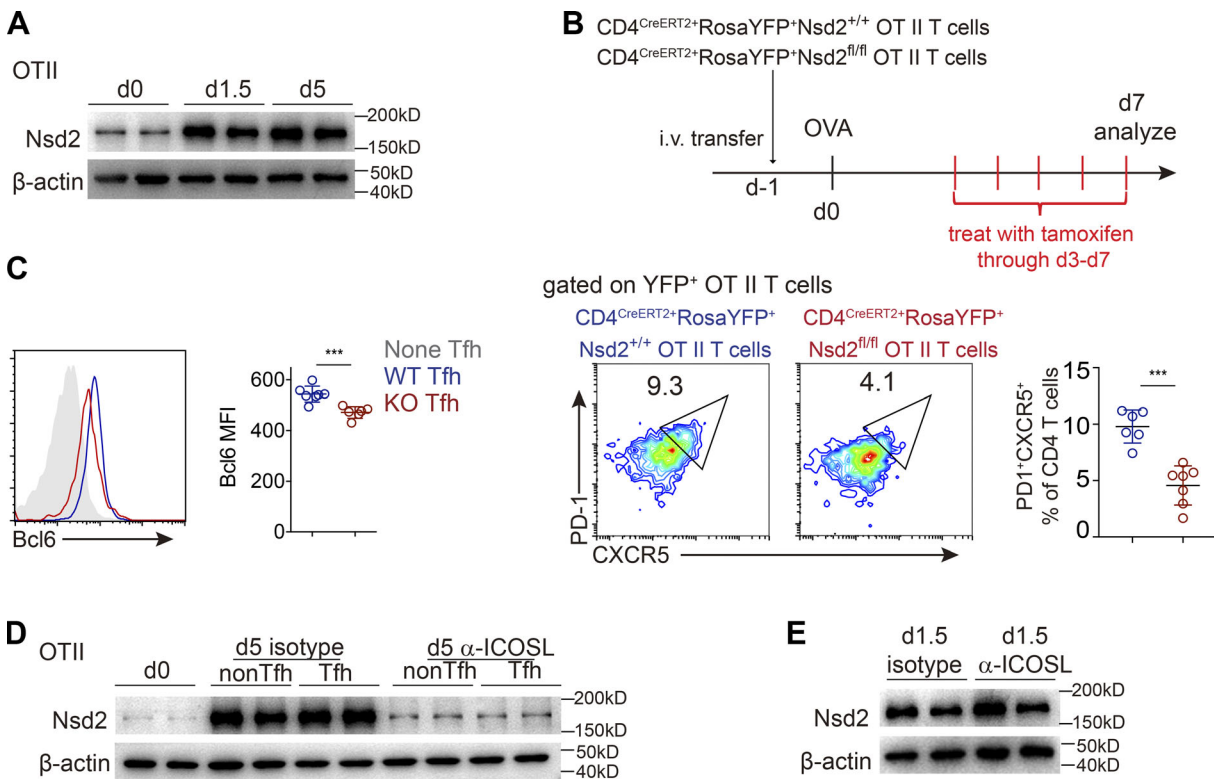 A
OTII
d0 d1.5 d5
Nsd2
200kD
150kD
β-actin
50kD
40kD
B
CD4CreERT2+RosaYFP+Nsd2+/+ OT II T cells
CD4CreERT2+RosaYFP+Nsd2fl/fl OT II T cells
i.v. transfer
OVA
d7
analyze
d-1
d0
treat with tamoxifen
through d3-d7
C
Bcl6
Bcl6 MFI
600
400
200
0
***
None Tfh
WT Tfh
KO Tfh
gated on YFP+ OT II T cells
CD4CreERT2+RosaYFP+
Nsd2+/+ OT II T cells
CD4CreERT2+RosaYFP+
Nsd2fl/fl OT II T cells
9.3
4.1
PD-1
CXCR5
PD1+CXCR5+
% of CD4 T cells
15
10
5
0
***
D
OTII
d0
d5 isotype
nonTfh Tfh
d5 α-ICOSL
nonTfh Tfh
Nsd2
200kD
150kD
β-actin
50kD
40kD
E
d1.5 d1.5
isotype α-ICOSL
Nsd2
200kD
150kD
β-actin
50kD
40kD